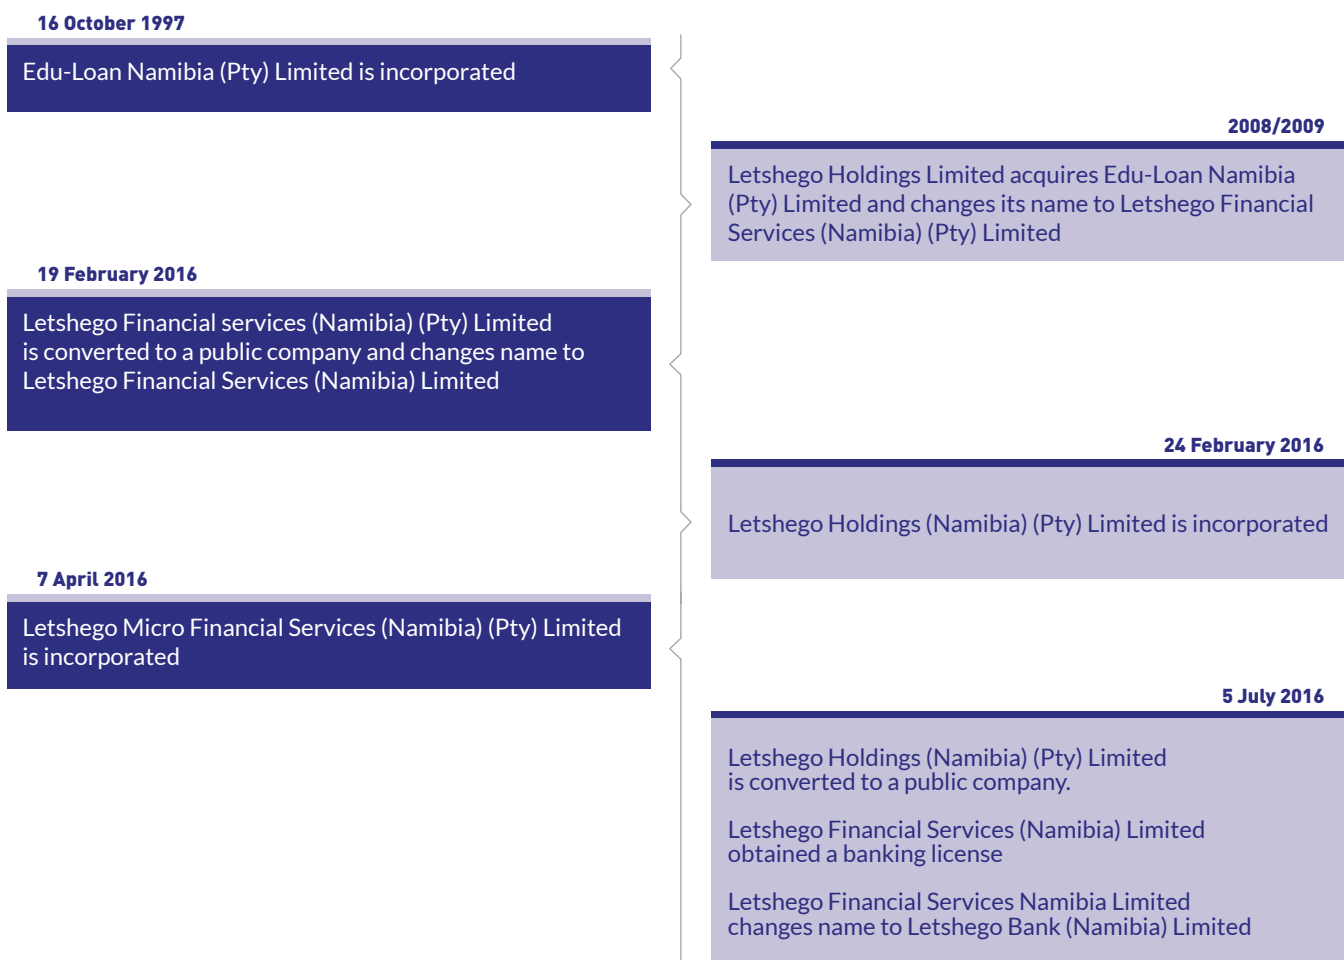 16 October 1997
Edu-Loan Namibia (Pty) Limited is incorporated
2008/2009
Letshego Holdings Limited acquires Edu-Loan Namibia
(Pty) Limited and changes its name to Letshego Financial
Services (Namibia) (Pty) Limited
19 February 2016
Letshego Financial services (Namibia) (Pty) Limited
is converted to a public company and changes name to
Letshego Financial Services (Namibia) Limited
24 February 2016
Letshego Holdings (Namibia) (Pty) Limited is incorporated
7 April 2016
Letshego Micro Financial Services (Namibia) (Pty) Limited
is incorporated
5 July 2016
Letshego Holdings (Namibia) (Pty) Limited
is converted to a public company.
Letshego Financial Services (Namibia) Limited
obtained a banking license
Letshego Financial Services Namibia Limited
changes name to Letshego Bank (Namibia) Limited